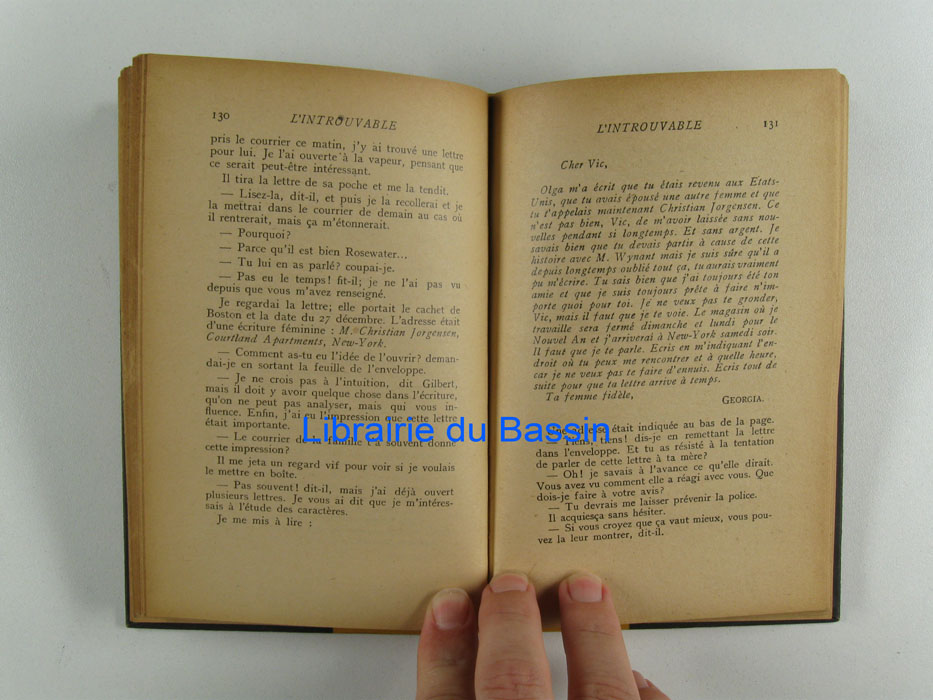 130 L'INTROUVABLE
pris le courrier ce matin, j'y ai trouvé une lettre
pour lui. Je l'ai ouverte à la vapeur, pensant que
ce serait peut-être intéressant.
Il tira la lettre de sa poche et me la tendit.
— Lisez-la, dit-il, et puis je la recollerai et je
la mettrai dans le courrier de demain au cas où
il rentrerait, mais ça m'étonnerait.
— Pourquoi?
— Parce qu'il est bien Rosewater...
— Tu lui en as parlé? coupai-je.
— Pas eu le temps! fit-il; je ne l'ai pas vu
depuis que vous m'avez renseigné.
Je regardai la lettre; elle portait le cachet de
Boston et la date du 27 décembre. L'adresse était
d'une écriture féminine : M. Christian Jorgensen,
Courtland Apartments, New-York.
— Comment as-tu eu l'idée de l'ouvrir? deman-
dai-je en sortant la feuille de l'enveloppe.
— Je ne crois pas à l'intuition, dit Gilbert,
mais il doit y avoir quelque chose dans l'écriture,
qu'on ne peut pas analyser, mais qui vous in-
fluence. Enfin, j'ai eu l'impression que cette lettre
était importante.
— Le courrier de la famille t'a souvent donné
cette impression?
Il me jeta un regard vif pour voir si je voulais
le mettre en boîte.
— Pas souvent! dit-il, mais j'ai déjà ouvert
plusieurs lettres. Je vous ai dit que je m'intéres-
sais à l'étude des caractères.
Je me mis à lire :
L'INTROUVABLE 131
Cher Vic,
Olga m'a écrit que tu étais revenu aux Etats-
Unis, que tu avais épousé une autre femme et que
tu t'appelais maintenant Christian Jorgensen. Ce
n'est pas bien, Vic, de m'avoir laissée sans nou-
velles pendant si longtemps. Et sans argent. Je
savais bien que tu devais partir à cause de cette
histoire avec M. Wynant mais je suis sûre qu'il a
depuis longtemps oublié tout ça, tu aurais vraiment
pu m'écrire. Tu sais bien que j'ai toujours été ton
amie et que je suis toujours prête à faire n'im-
porte quoi pour toi. Je ne veux pas te gronder,
Vic, mais il faut que je te voie. Le magasin où je
travaille sera fermé dimanche et lundi pour le
Nouvel An et j'arriverai à New-York samedi soir.
Il faut que je te parle. Ecris en m'indiquant l'en-
droit où tu peux me rencontrer et à quelle heure,
car je ne veux pas te faire d'ennuis. Ecris tout de
suite pour que ta lettre arrive à temps.
Ta femme fidèle,
GEORGIA.
Une adresse était indiquée au bas de la page.
— Tiens, tiens! dis-je en remettant la lettre
dans l'enveloppe. Et tu as résisté à la tentation
de parler de cette lettre à ta mère?
— Oh! je savais à l'avance ce qu'elle dirait.
Vous avez vu comment elle a réagi avec vous. Que
dois-je faire à votre avis?
— Tu devrais me laisser prévenir la police.
Il acquiesça sans hésiter.
— Si vous croyez que ça vaut mieux, vous pou-
vez la leur montrer, dit-il.
Librairie du Bassin